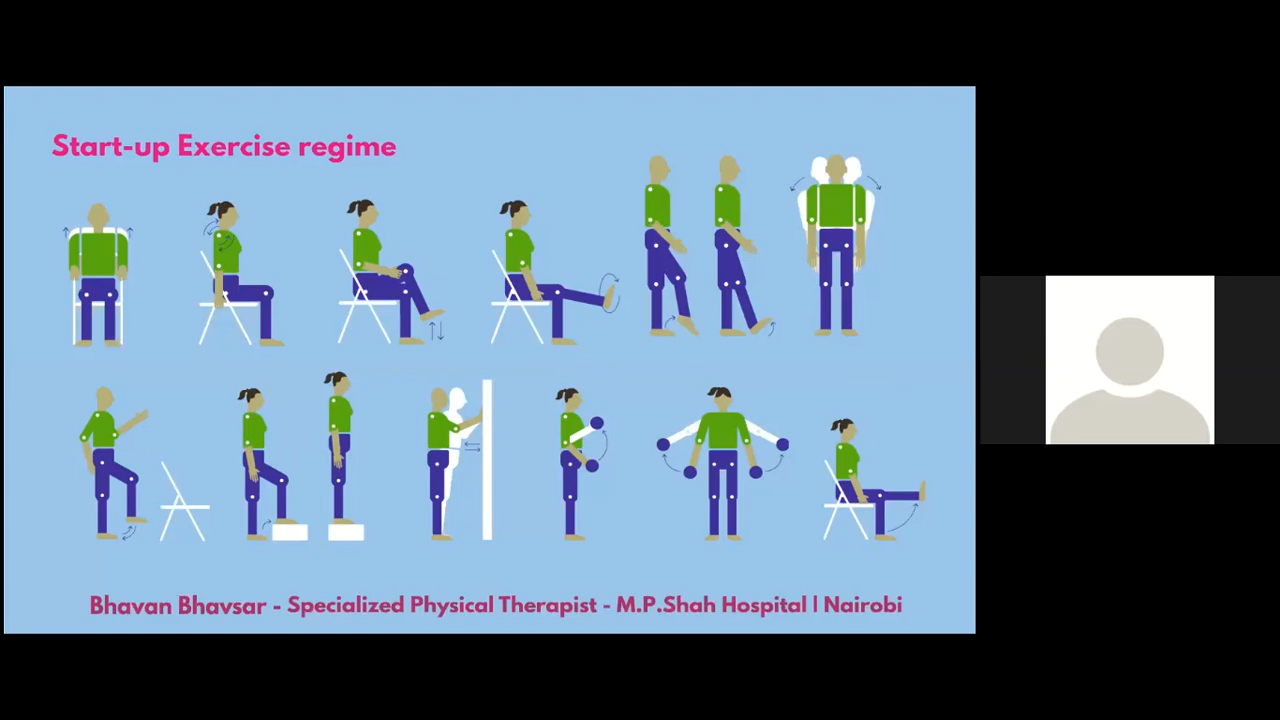 Start-up Exercise regime
Bhavan Bhavsar - Specialized Physical Therapist - M.P.Shah Hospital | Nairobi